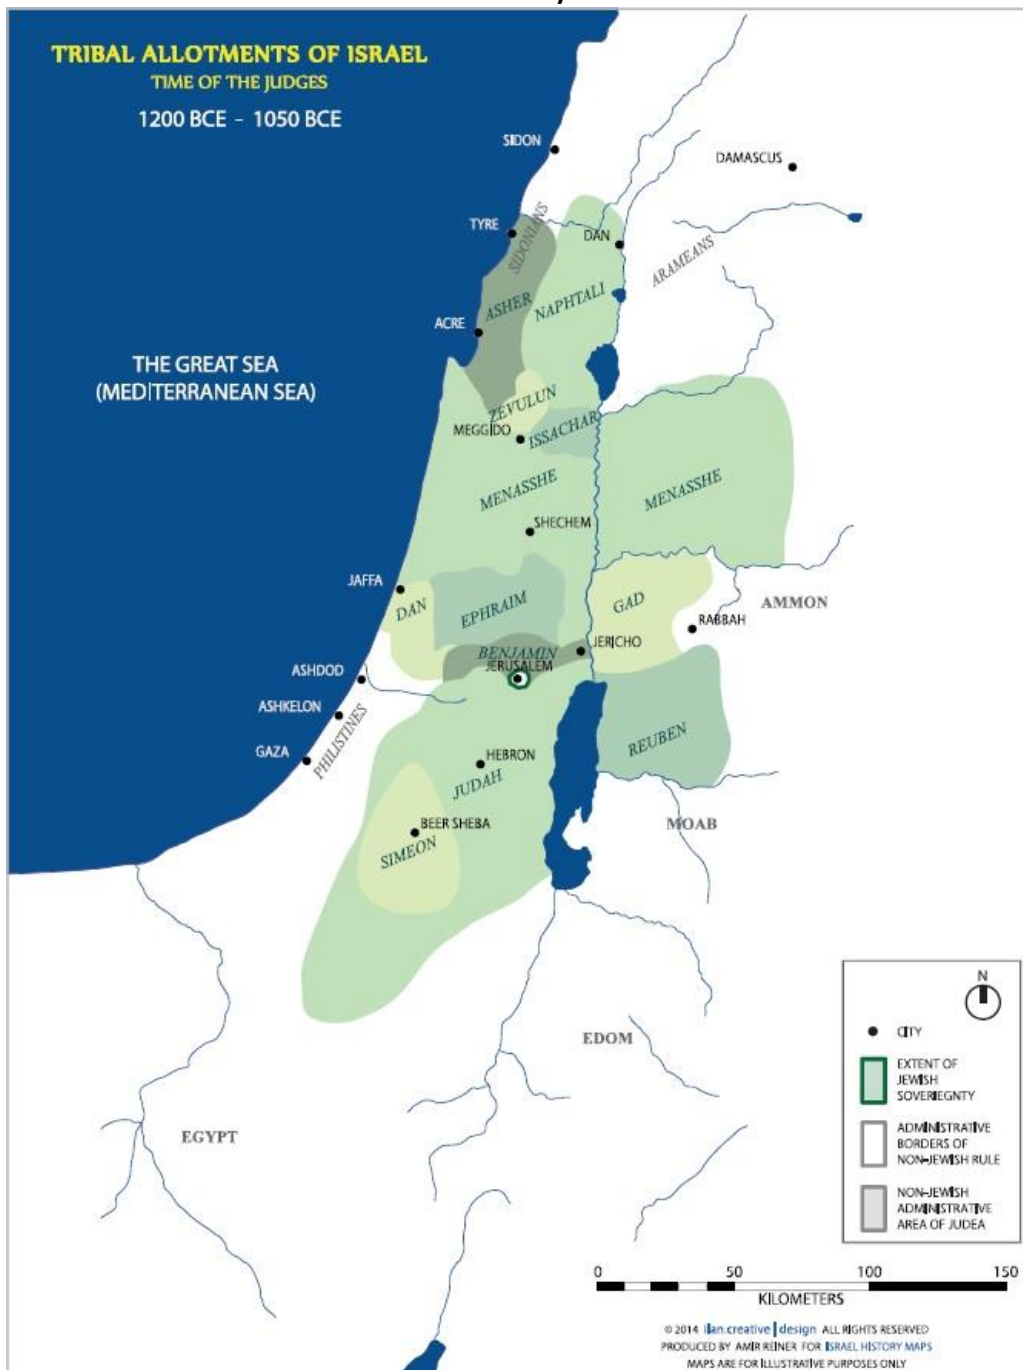 TRIBAL ALLOTMENTS OF ISRAEL
TIME OF THE JUDGES
1200 BCE - 1050 BCE
SIDON
DAMASCUS
TYRE
SIDONIANS
DAN
ARAMEANS
ASHER
NAPHTALI
ACRE
THE GREAT SEA
(MEDITERRANEAN SEA)
ZEVULUN
MEGGIDO
ISSACHAR
MENASSHE
MENASSHE
SHECHEM
JAFFA
DAN
EPHRAIM
GAD
AMMON
RABBAH
JERICHO
BENJAMIN
JERUSALEM
ASHDOD
ASHKELON
PHILISTINES
GAZA
REUBEN
HEBRON
JUDAH
BEER SHEBA
MOAB
SIMEON
EDOM
EGYPT
N
CITY
EXTENT OF
JEWISH
SOVERIEGNTY
ADMINISTRATIVE
BORDERS OF
NON-JEWISH RULE
NON-JEWISH
ADMINISTRATIVE
AREA OF JUDEA
0 50 100 150
KILOMETERS
© 2014 ilan.creative | design ALL RIGHTS RESERVED
PRODUCED BY AMIR REINER FOR ISRAEL HISTORY MAPS
MAPS ARE FOR ILLUSTRATIVE PURPOSES ONLY